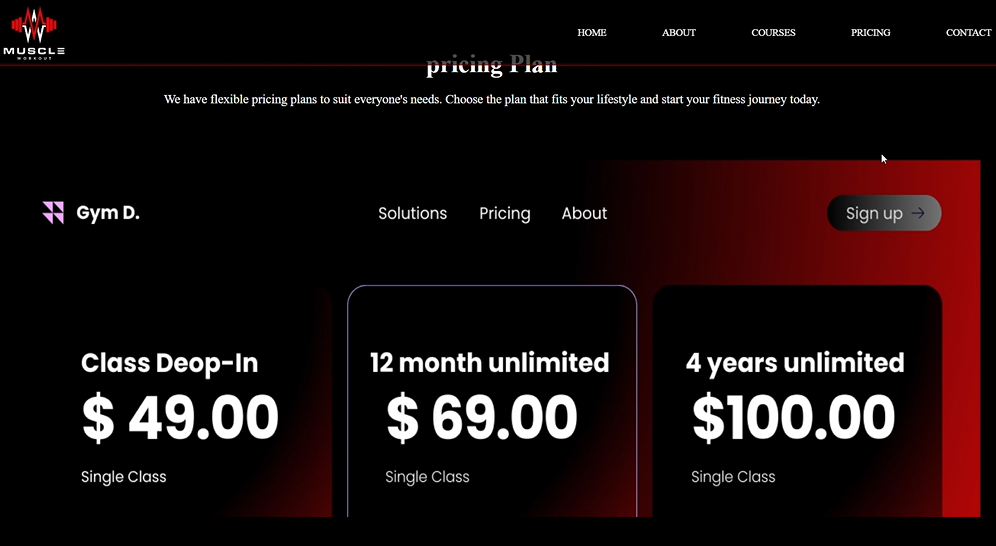 MUSCLE
WORKOUT
HOME ABOUT COURSES PRICING CONTACT
pricing Plan
We have flexible pricing plans to suit everyone's needs. Choose the plan that fits your lifestyle and start your fitness journey today.
Gym D. Solutions Pricing About Sign up →
Class Deop-In 12 month unlimited 4 years unlimited
$ 49.00 $ 69.00 $100.00
Single Class Single Class Single Class